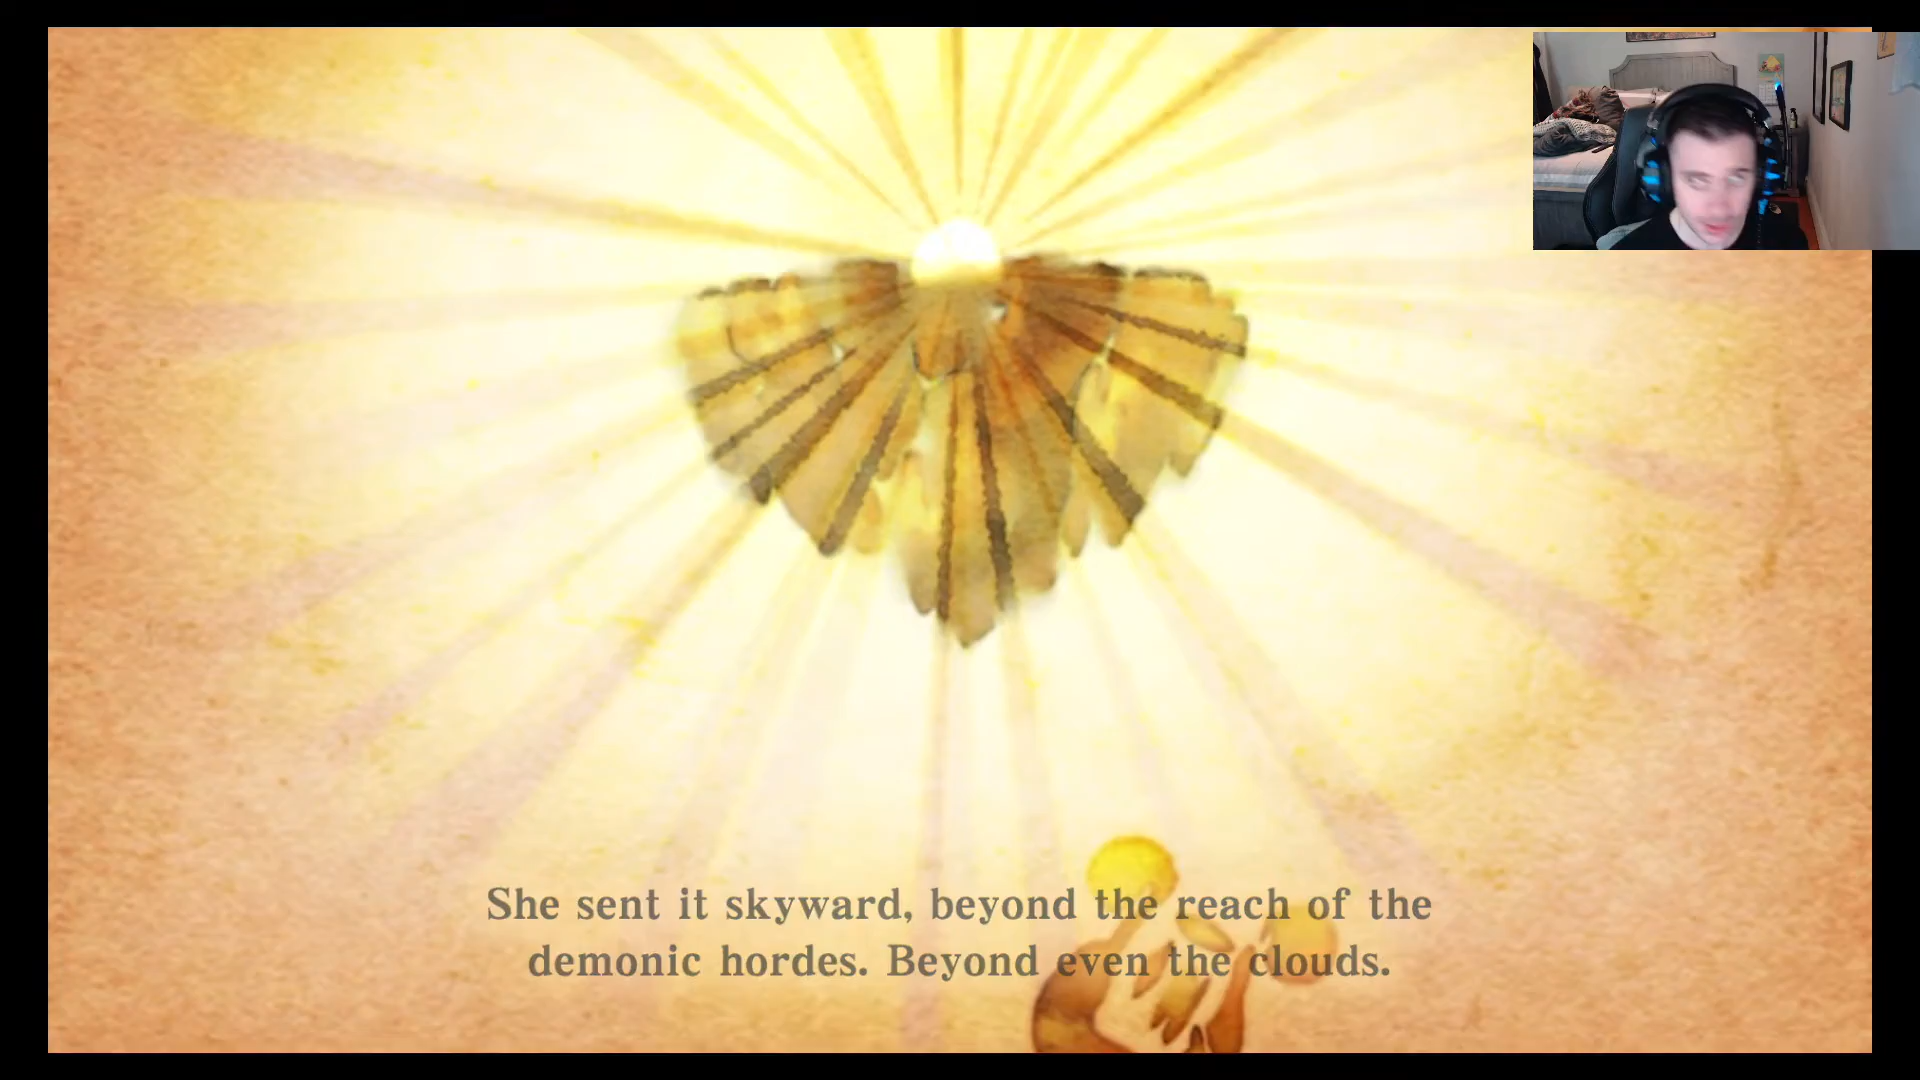 She sent it skyward, beyond the reach of the
demonic hordes. Beyond even the clouds.